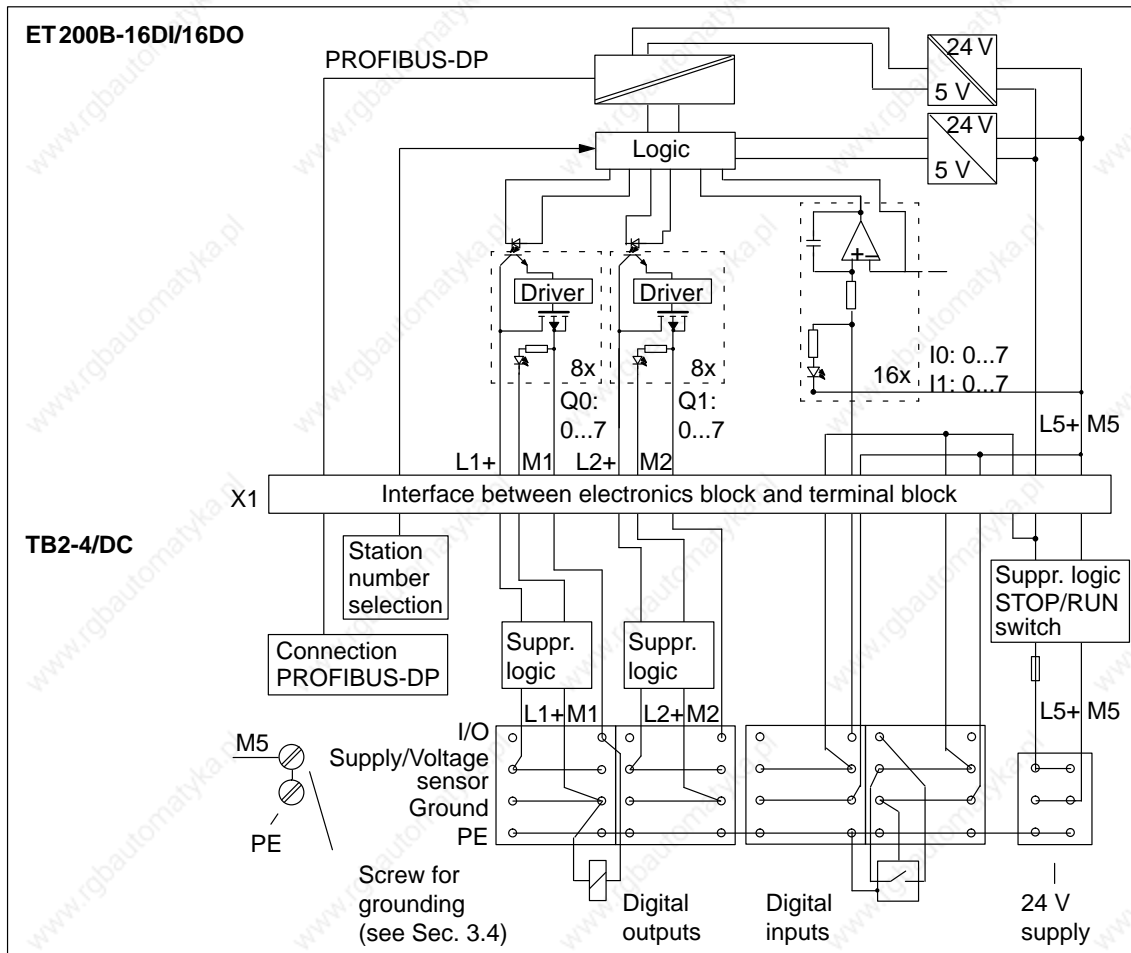 ET 200B-16DI/16DO
PROFIBUS-DP
24 V
5 V
24 V
5 V
Logic
Driver
Driver
8x
8x
16x
I0: 0...7
I1: 0...7
Q0:
0...7
Q1:
0...7
L5+ M5
L1+ M1 L2+ M2
X1
Interface between electronics block and terminal block
TB2-4/DC
Station
number
selection
Suppr. logic
STOP/RUN
switch
Connection
PROFIBUS-DP
Suppr.
logic
Suppr.
logic
L1+ M1 L2+ M2
L5+ M5
I/O
Supply/Voltage
sensor
Ground
PE
M5
PE
Screw for
grounding
(see Sec. 3.4)
Digital
outputs
Digital
inputs
24 V
supply
www.rgbautomatyka.pl